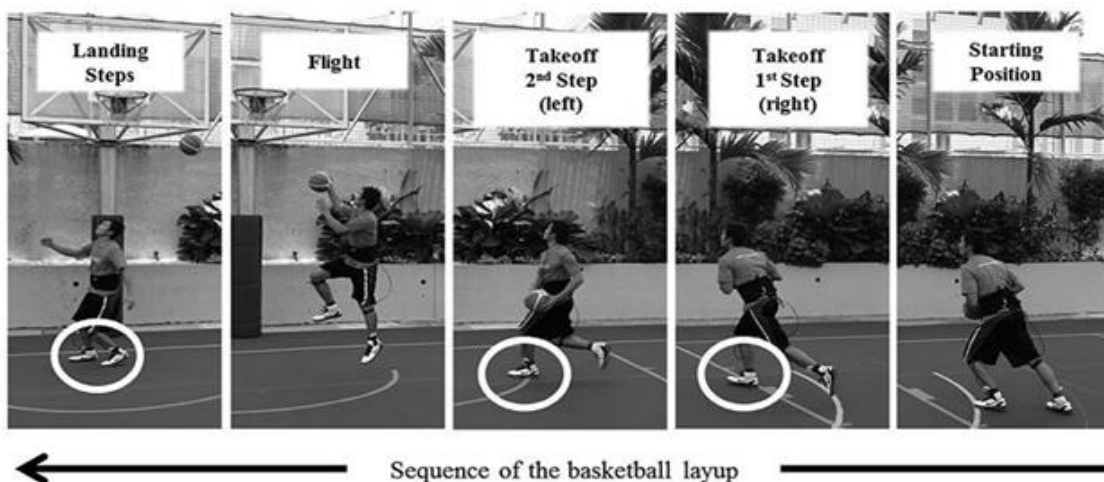 Landing
Steps
Flight
Takeoff
2nd Step
(left)
Takeoff
1st Step
(right)
Starting
Position
Sequence of the basketball layup